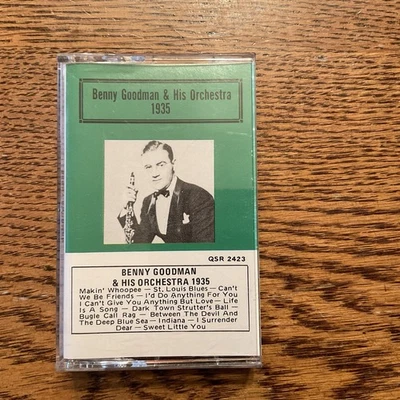 Benny Goodman & His Orchestra
1935
QSR 2423
BENNY GOODMAN
& HIS ORCHESTRA 1935
Makin' Whoopee — St. Louis Blues — Can't
We Be Friends — I'd Do Anything For You
I Can't Give You Anything But Love — Life
Is A Song — Dark Town Strutter's Ball —
Bugle Call Rag — Between The Devil And
The Deep Blue Sea — Indiana — I Surrender
Dear — Sweet Little You